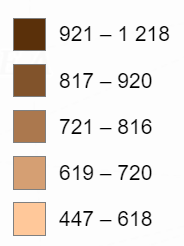 921 – 1 218
817 – 920
721 – 816
619 – 720
447 – 618